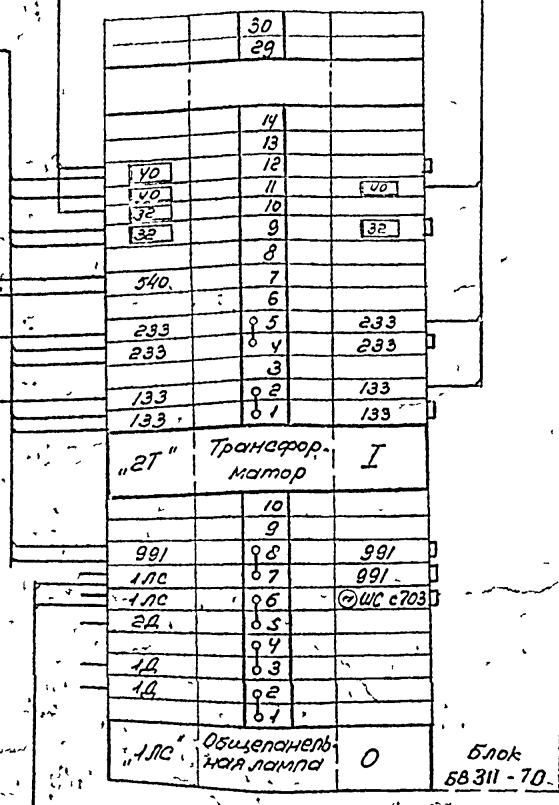 30
29
14
13
40 12
40 11 40
32 10
32 9 32
8
540 7
6
233 5 233
233 4 233
3
133 2 133
133 1 133
„2Т" Трансфор- I
матор
10
9
991 8 991
1ЛС 7 991
1ЛС 6 ~ШС с703
2Д 5
4
1Д 3
1Д 2
1
„1ЛС" Общепанель- О
ная лампа
Блок
БВ 311-70